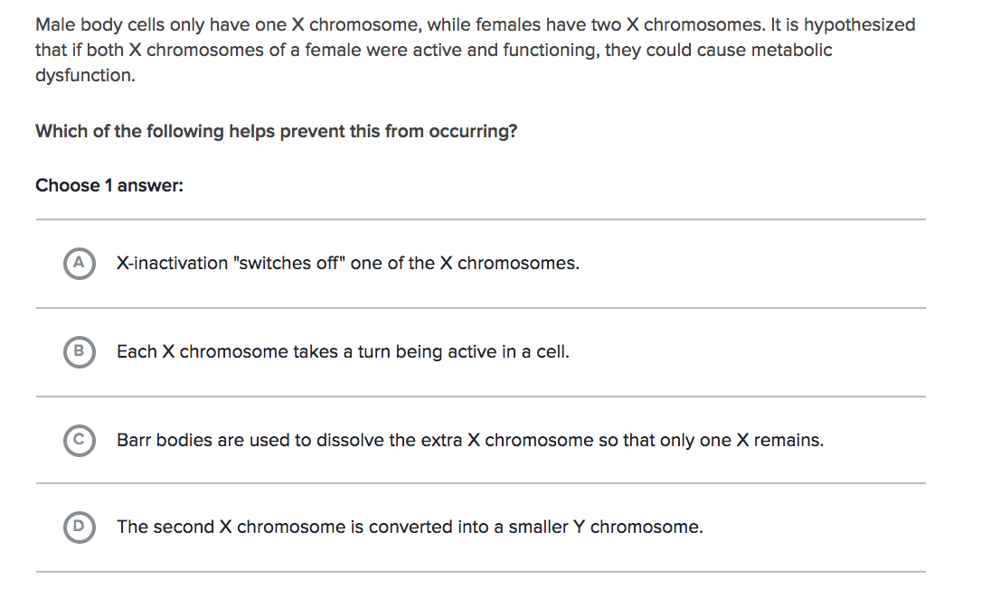 Male body cells only have one X chromosome, while females have two X chromosomes. It is hypothesized
that if both X chromosomes of a female were active and functioning, they could cause metabolic
dysfunction.
Which of the following helps prevent this from occurring?
Choose 1 answer:
A X-inactivation "switches off" one of the X chromosomes.
B Each X chromosome takes a turn being active in a cell.
C Barr bodies are used to dissolve the extra X chromosome so that only one X remains.
D The second X chromosome is converted into a smaller Y chromosome.